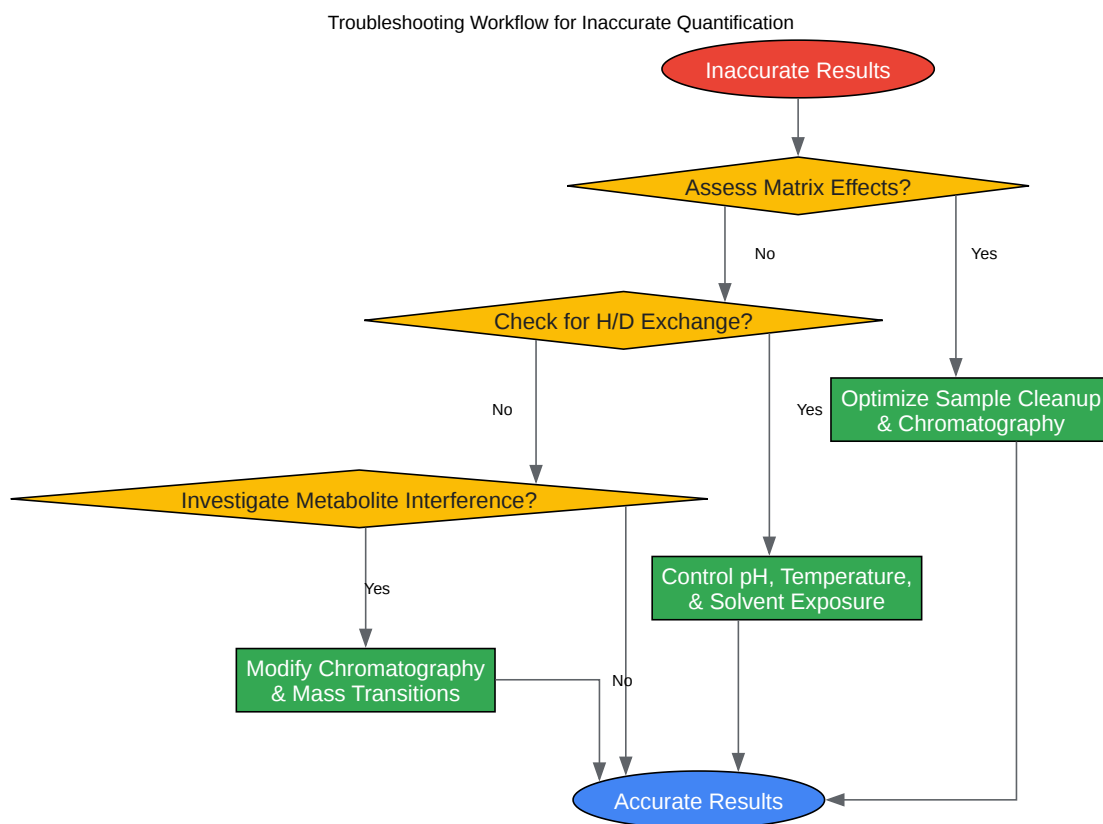 Troubleshooting Workflow for Inaccurate Quantification
Inaccurate Results
Assess Matrix Effects?
No
Yes
Check for H/D Exchange?
No
Yes
Optimize Sample Cleanup
& Chromatography
Investigate Metabolite Interference?
Yes
No
Control pH, Temperature,
& Solvent Exposure
Modify Chromatography
& Mass Transitions
Accurate Results